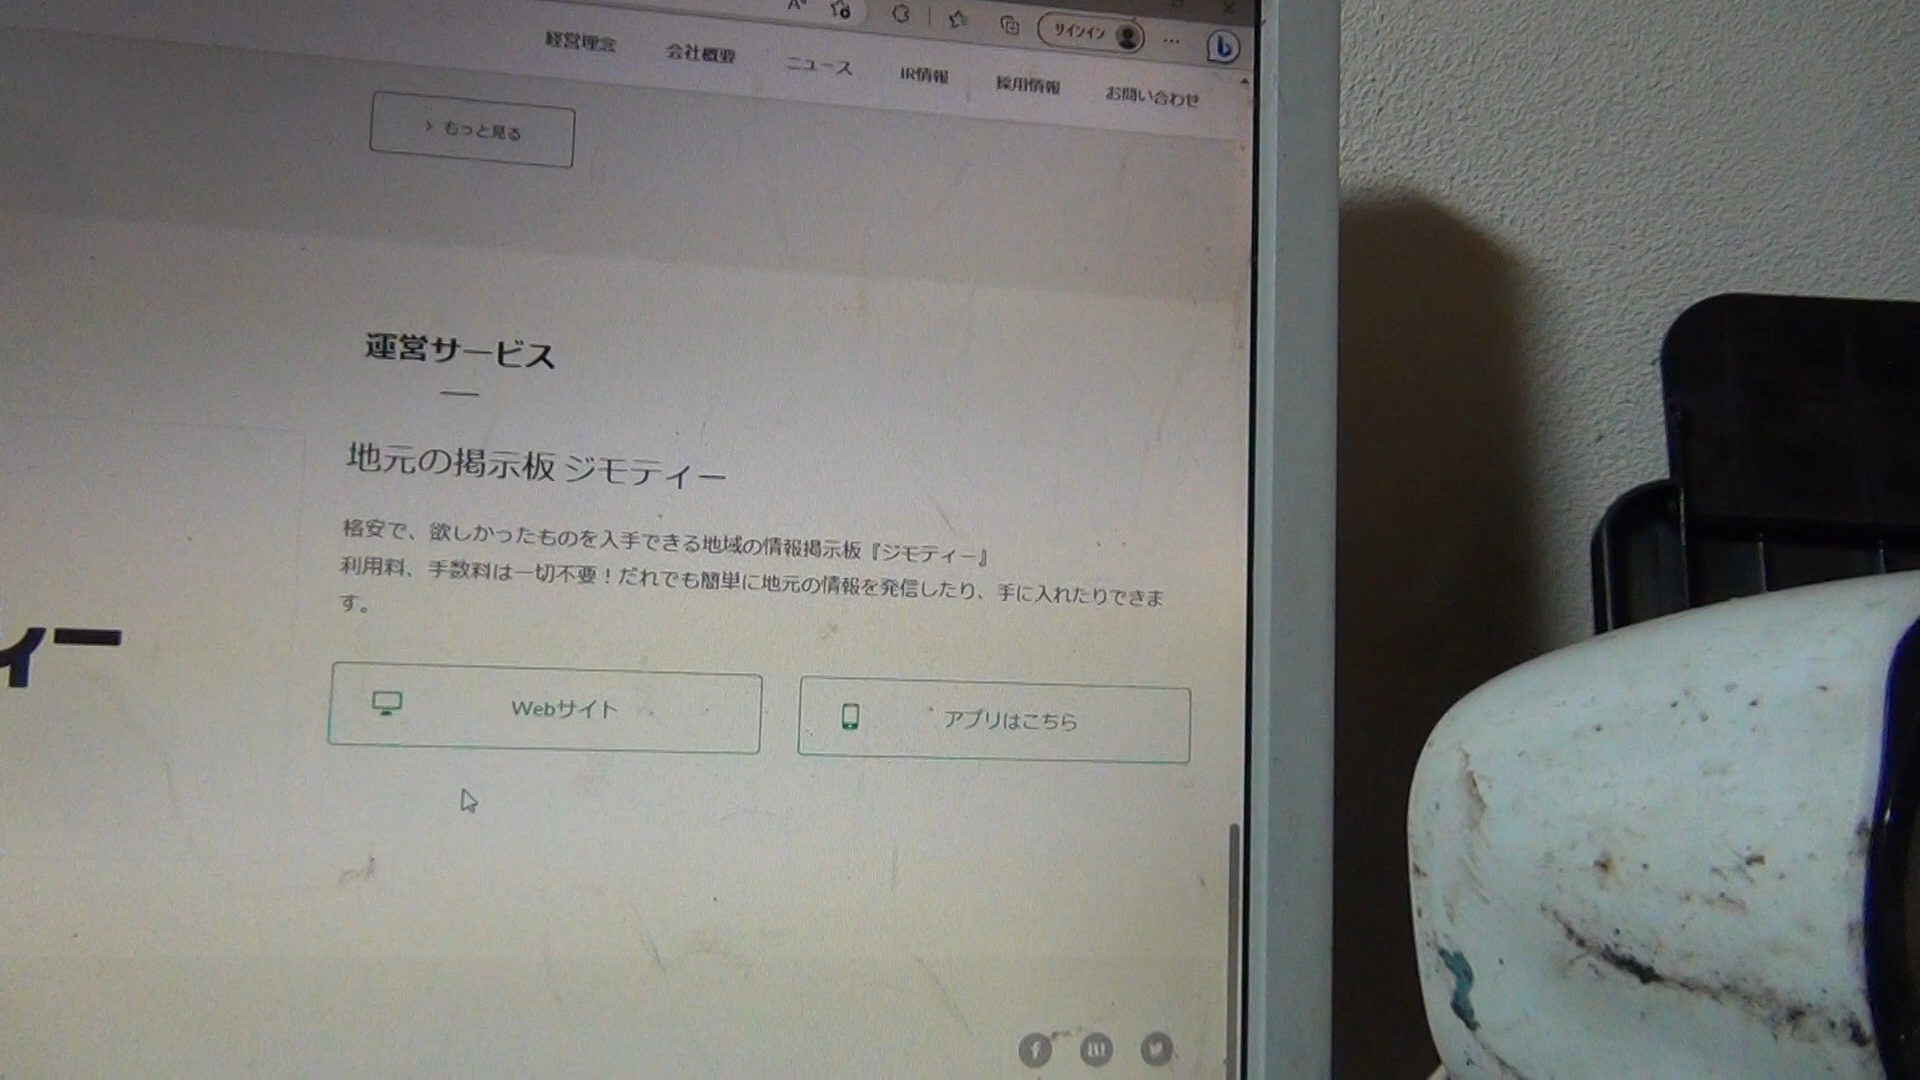 サインイン
経営理念 会社概要 ニュース IR情報 採用情報 お問い合わせ
もっと見る
運営サービス
地元の掲示板 ジモティー
格安で、欲しかったものを入手できる地域の情報掲示板『ジモティー』
利用料、手数料は一切不要！だれでも簡単に地元の情報を発信したり、手に入れたりできま
す。
ィー
Webサイト アプリはこちら